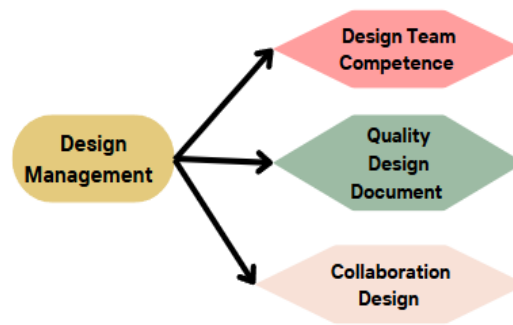 Design Team
Competence
Design
Management
Quality
Design
Document
Collaboration
Design